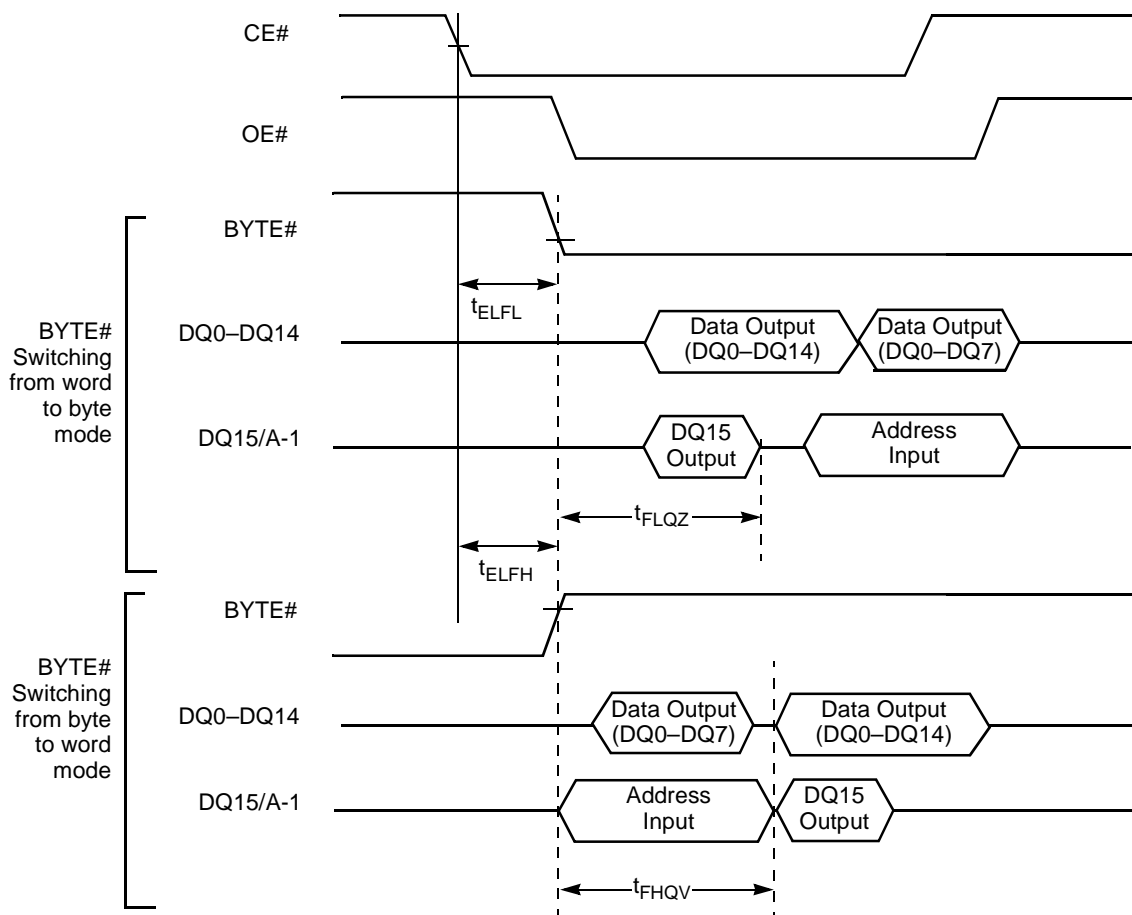 CE#
OE#
BYTE#
tELFL
BYTE#
Switching
from word
to byte
mode
DQ0–DQ14
Data Output
(DQ0–DQ14)
Data Output
(DQ0–DQ7)
DQ15/A-1
DQ15
Output
Address
Input
tFLQZ
tELFH
BYTE#
BYTE#
Switching
from byte
to word
mode
DQ0–DQ14
Data Output
(DQ0–DQ7)
Data Output
(DQ0–DQ14)
DQ15/A-1
Address
Input
DQ15
Output
tFHQV